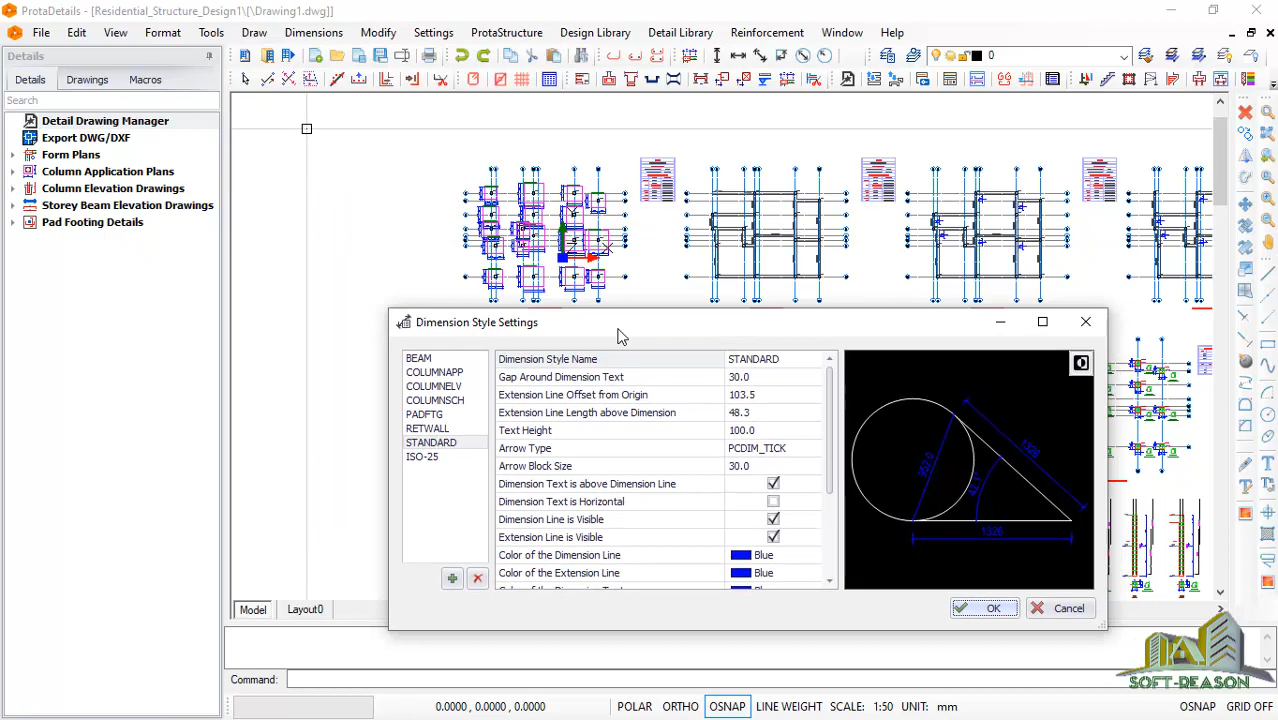 ProtaDetails - [Residential_Structure_Design1\[\Drawing1.dwg]]
File Edit View Format Tools Draw Dimensions Modify Settings ProtaStructure Design Library Detail Library Reinforcement Window Help
Details
0
Details Drawings Macros
Search
Detail Drawing Manager
Export DWG/DXF
Form Plans
Column Application Plans
Column Elevation Drawings
Storey Beam Elevation Drawings
Pad Footing Details
Dimension Style Settings
BEAM
COLUMNAPP
COLUMNELV
COLUMNSCH
PADFTG
RETWALL
STANDARD
ISO-25
Dimension Style Name STANDARD
Gap Around Dimension Text 30.0
Extension Line Offset from Origin 103.5
Extension Line Length above Dimension 48.3
Text Height 100.0
Arrow Type PCDIM_TICK
Arrow Block Size 30.0
Dimension Text is above Dimension Line
Dimension Text is Horizontal
Dimension Line is Visible
Extension Line is Visible
Color of the Dimension Line Blue
Color of the Extension Line Blue
1326
1326
OK Cancel
Model Layout0
Command:
SOFT-REASON
0.0000 , 0.0000 , 0.0000 POLAR ORTHO OSNAP LINE WEIGHT SCALE: 1:50 UNIT: mm OSNAP GRID OFF